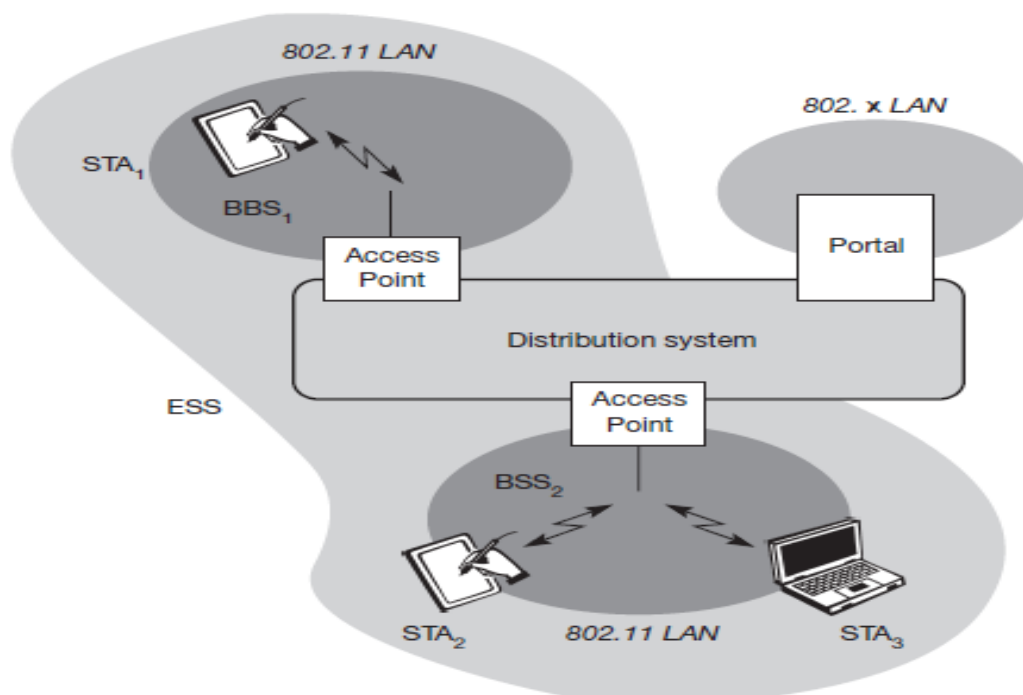 802.11 LAN
802. x LAN
STA1
BBS1
Access
Point
Portal
Distribution system
ESS
Access
Point
BSS2
STA2
802.11 LAN
STA3